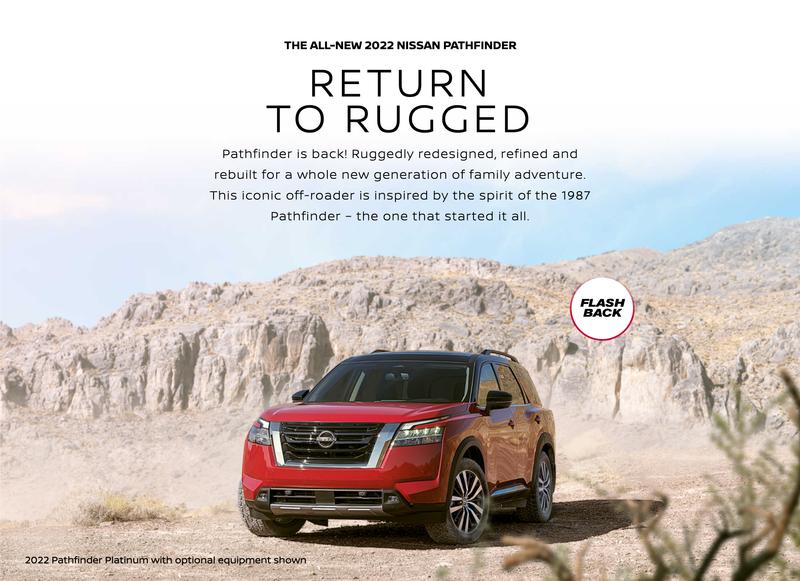 THE ALL-NEW 2022 NISSAN PATHFINDER
RETURN
TO RUGGED
Pathfinder is back! Ruggedly redesigned, refined and
rebuilt for a whole new generation of family adventure.
This iconic off-roader is inspired by the spirit of the 1987
Pathfinder – the one that started it all.
FLASH
BACK
NISSAN
2022 Pathfinder Platinum with optional equipment shown